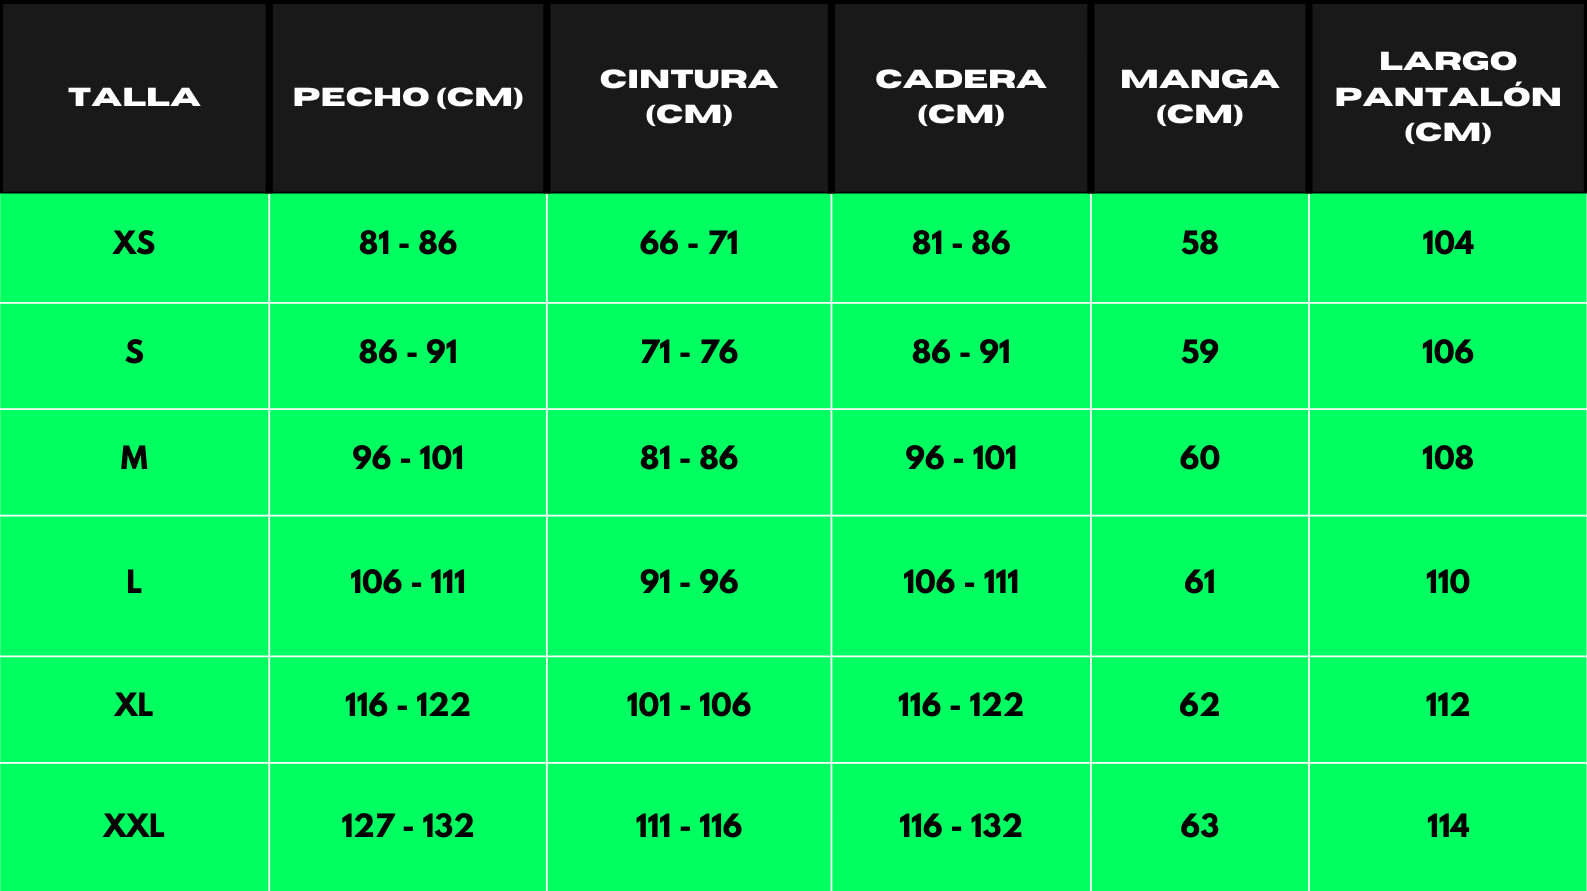 TALLA PECHO (CM) CINTURA (CM) CADERA (CM) MANGA (CM) LARGO PANTALÓN (CM)
XS 81 - 86 66 - 71 81 - 86 58 104
S 86 - 91 71 - 76 86 - 91 59 106
M 96 - 101 81 - 86 96 - 101 60 108
L 106 - 111 91 - 96 106 - 111 61 110
XL 116 - 122 101 - 106 116 - 122 62 112
XXL 127 - 132 111 - 116 116 - 132 63 114